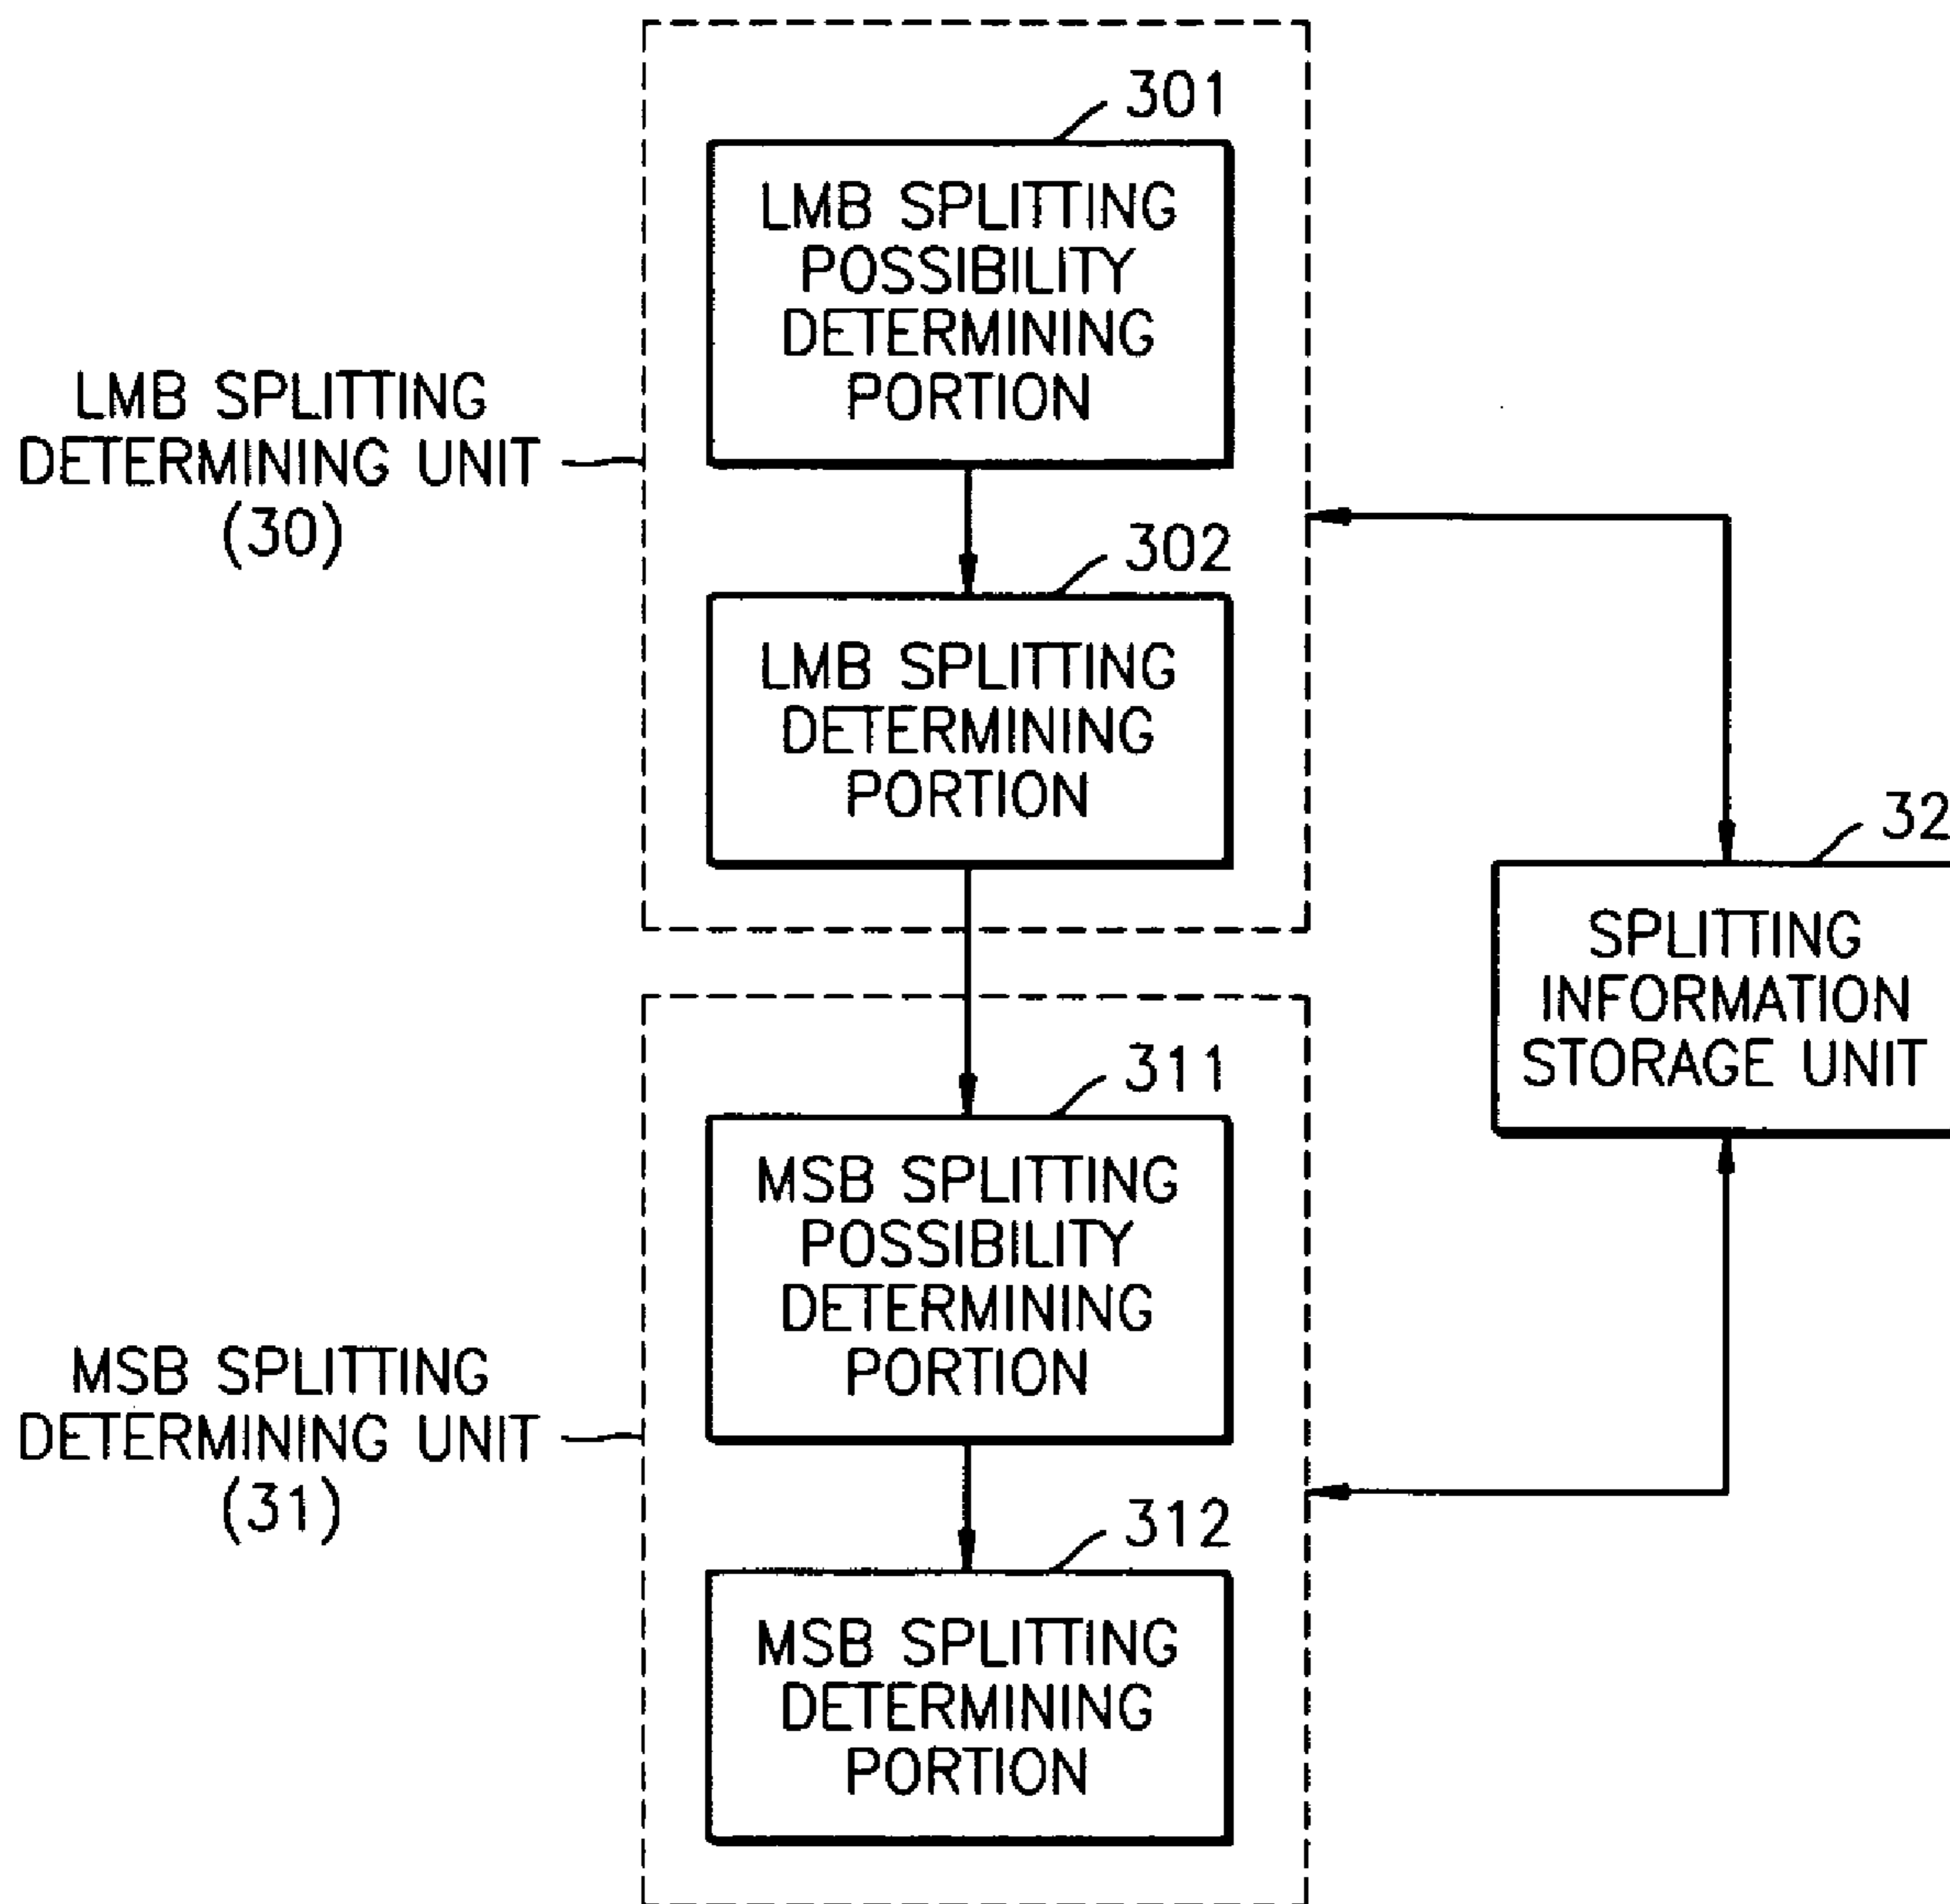 301
LMB SPLITTING
POSSIBILITY
DETERMINING
PORTION
LMB SPLITTING
DETERMINING UNIT
(30)
302
LMB SPLITTING
DETERMINING
PORTION
32
SPLITTING
INFORMATION
STORAGE UNIT
311
MSB SPLITTING
POSSIBILITY
DETERMINING
PORTION
MSB SPLITTING
DETERMINING UNIT
(31)
312
MSB SPLITTING
DETERMINING
PORTION